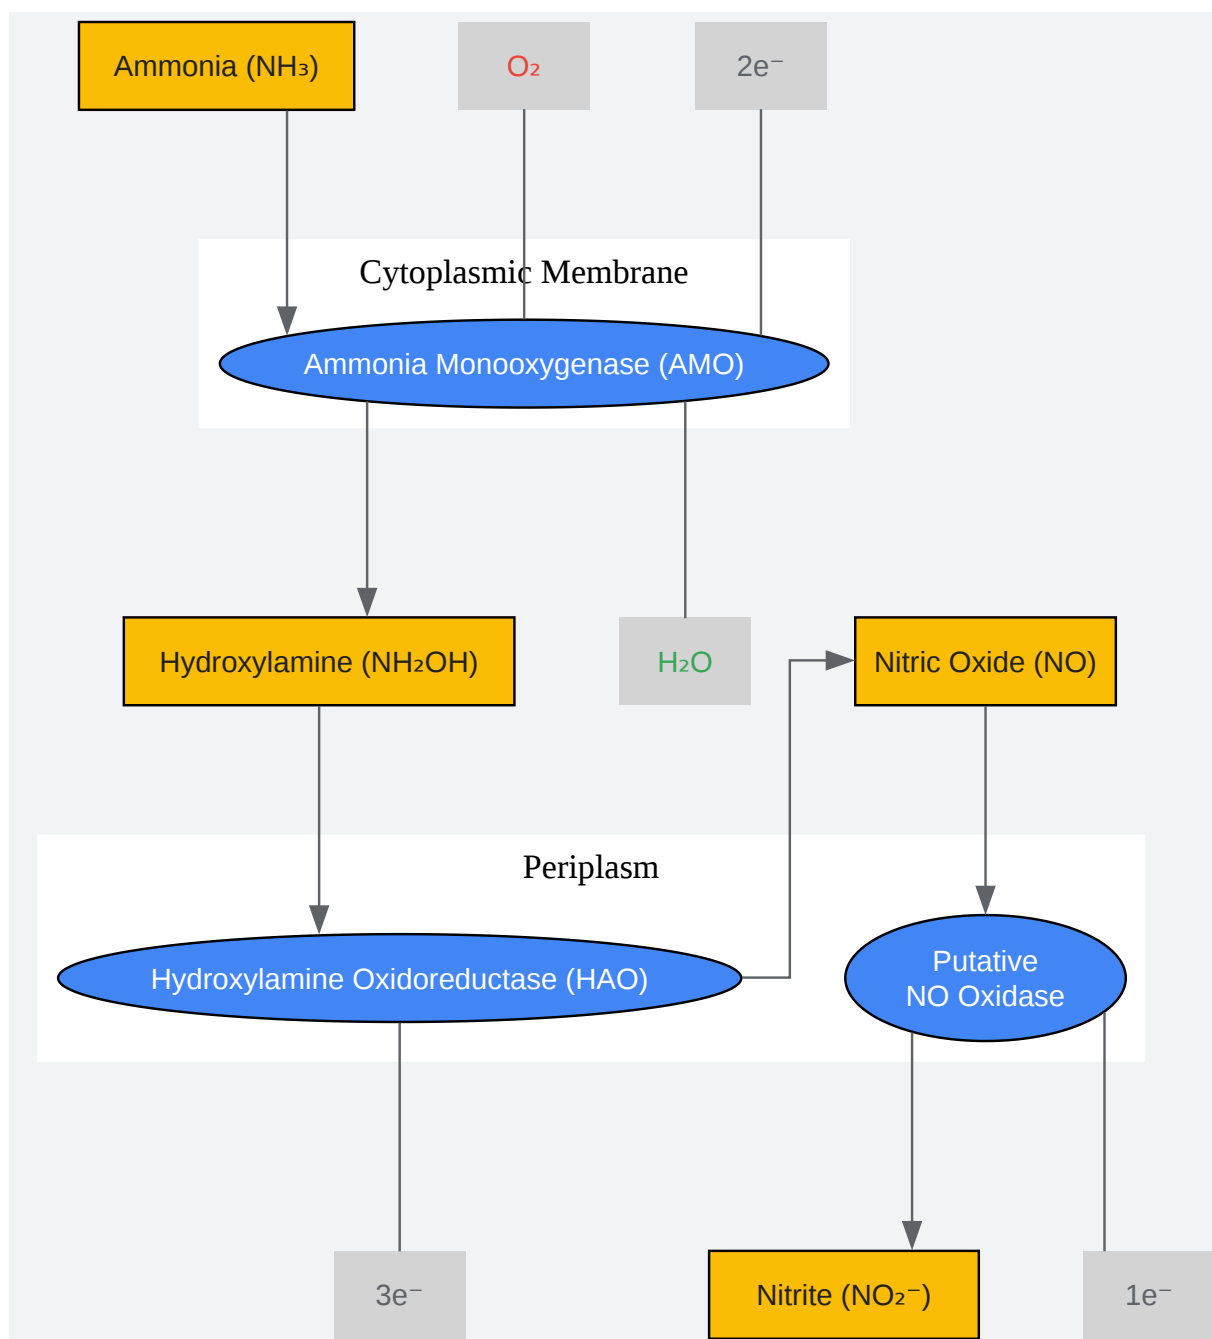 Ammonia (NH₃)
O₂
2e⁻
Cytoplasmic Membrane
Ammonia Monooxygenase (AMO)
Hydroxylamine (NH₂OH)
H₂O
Nitric Oxide (NO)
Periplasm
Hydroxylamine Oxidoreductase (HAO)
Putative
NO Oxidase
3e⁻
Nitrite (NO₂⁻)
1e⁻